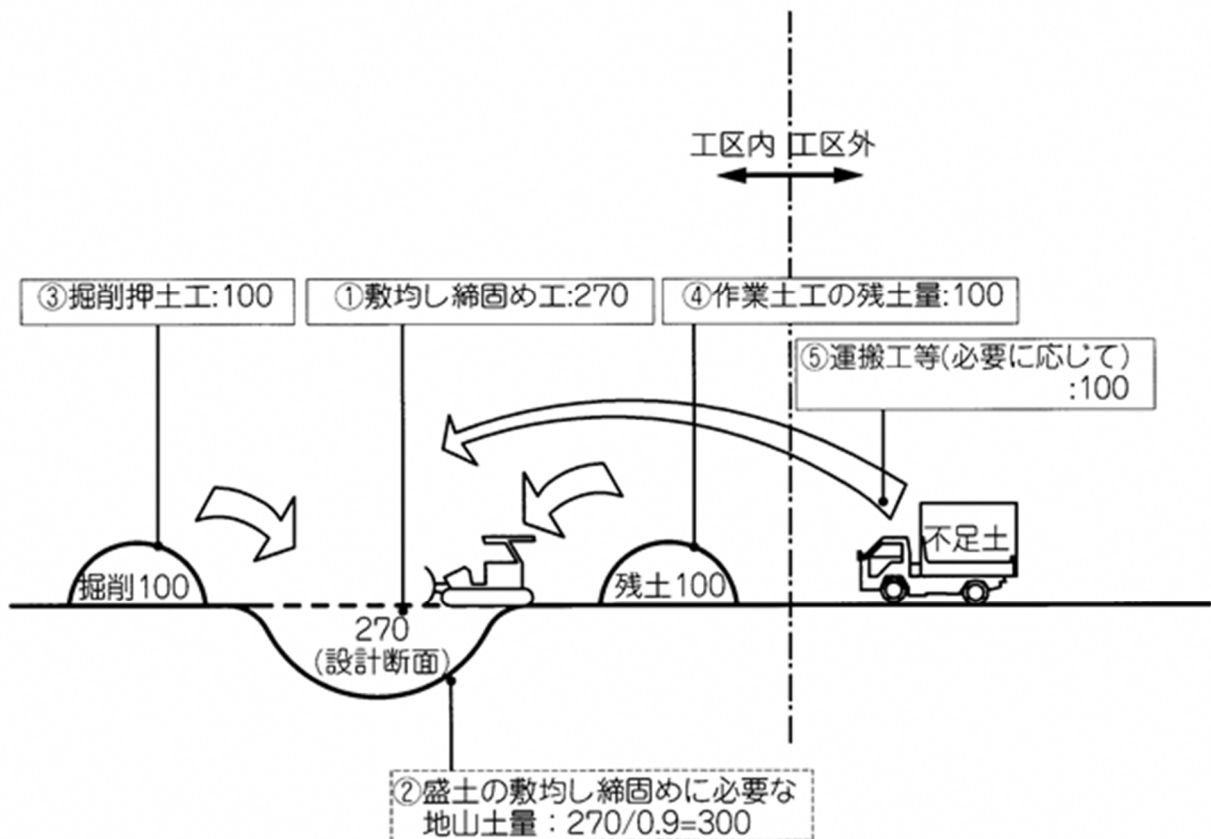 工区内 工区外
③掘削押土工:100
①敷均し締固め工:270
④作業土工の残土量:100
⑤運搬工等(必要に応じて)
:100
掘削100
残土100
不足土
270
(設計断面)
②盛土の敷均し締固めに必要な
地山土量：270/0.9=300